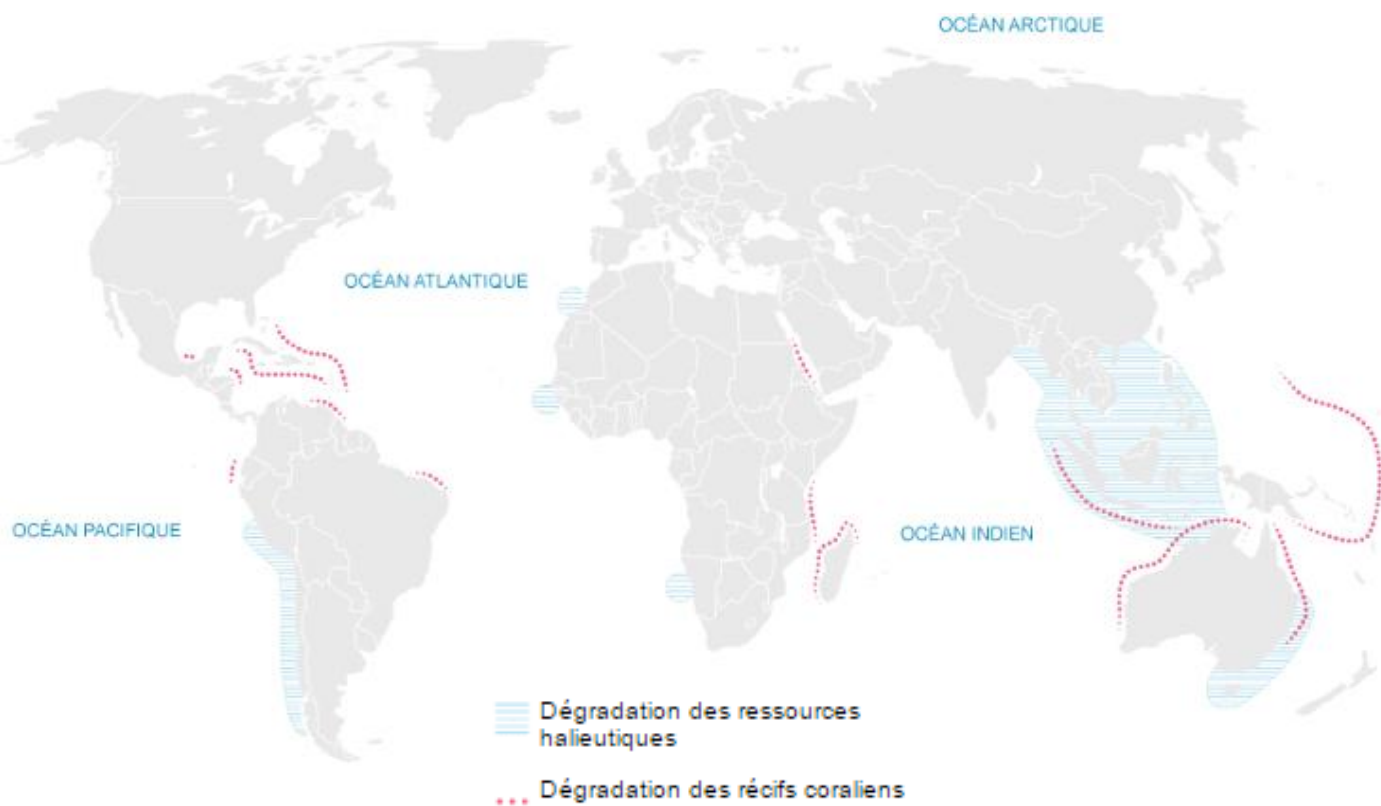 OCÉAN ARCTIQUE
OCÉAN ATLANTIQUE
OCÉAN PACIFIQUE
OCÉAN INDIEN
Dégradation des ressources
halieutiques
Dégradation des récifs coraliens